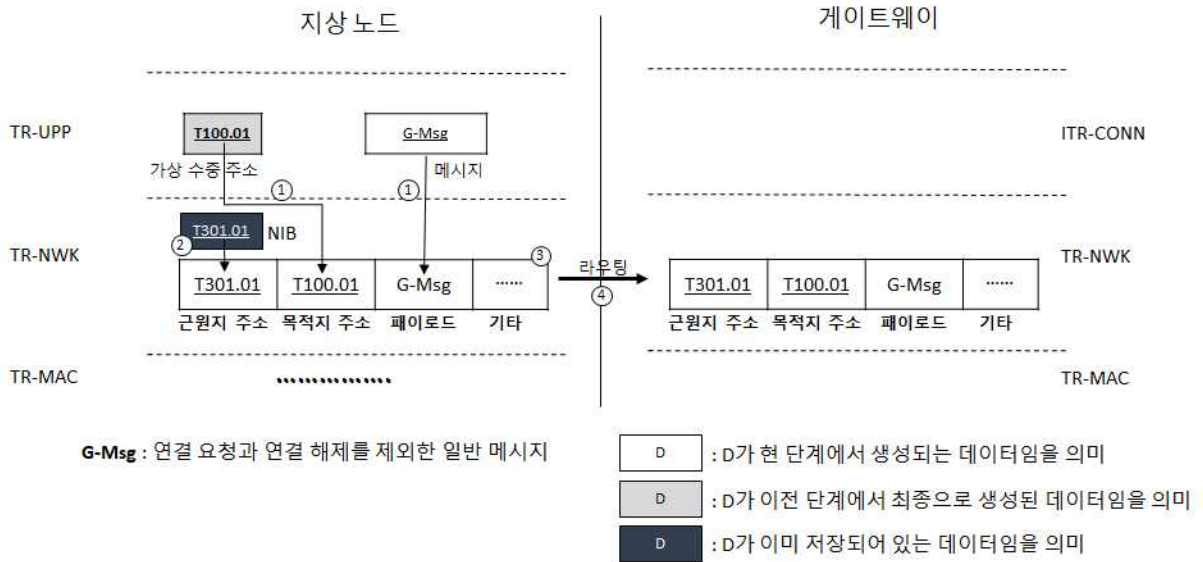 지상 노드
게이트웨이
TR-UPP
T100.01
G-Msg
ITR-CONN
가상 수중 주소
메시지
①
①
T301.01
NIB
②
TR-NWK
③
라우팅
TR-NWK
T301.01
T100.01
G-Msg
······
④
T301.01
T100.01
G-Msg
······
근원지 주소
목적지 주소
패이로드
기타
근원지 주소
목적지 주소
패이로드
기타
TR-MAC
TR-MAC
G-Msg : 연결 요청과 연결 해제를 제외한 일반 메시지
D : D가 현 단계에서 생성되는 데이터임을 의미
D : D가 이전 단계에서 최종으로 생성된 데이터임을 의미
D : D가 이미 저장되어 있는 데이터임을 의미